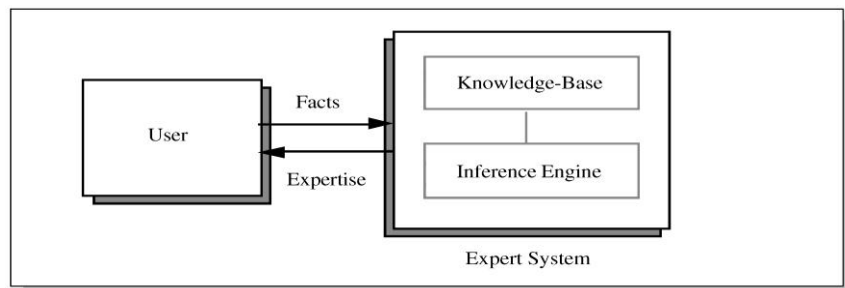 User
Facts
Expertise
Knowledge-Base
Inference Engine
Expert System